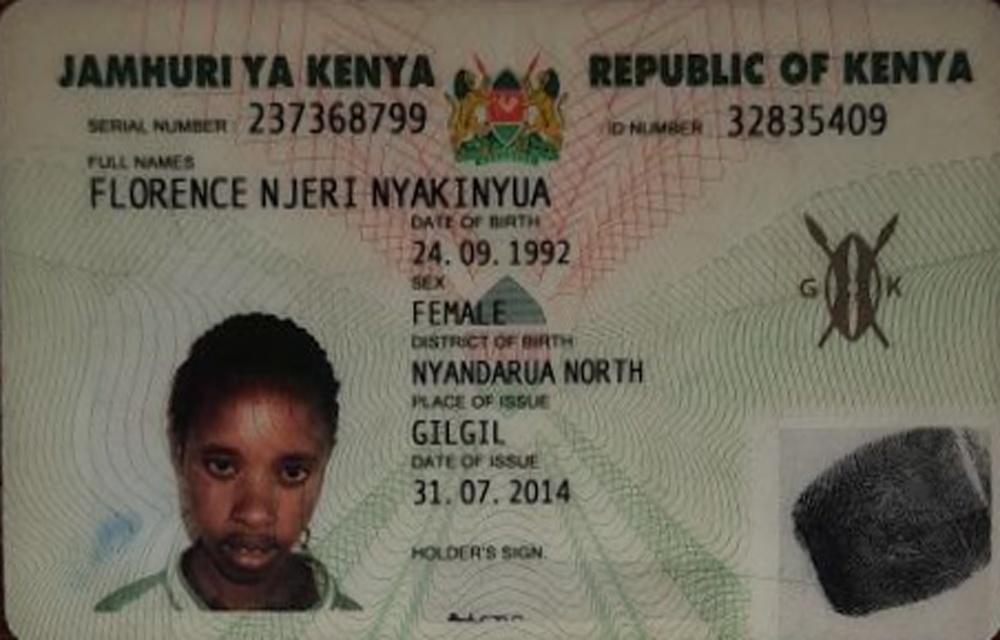 JAMHURI YA KENYA REPUBLIC OF KENYA
SERIAL NUMBER 237368799 ID NUMBER 32835409
FULL NAMES
FLORENCE NJERI NYAKINYUA
DATE OF BIRTH
24.09.1992
SEX
FEMALE
DISTRICT OF BIRTH
NYANDARUA NORTH
PLACE OF ISSUE
GILGIL
DATE OF ISSUE
31.07.2014
HOLDER'S SIGN.
G K